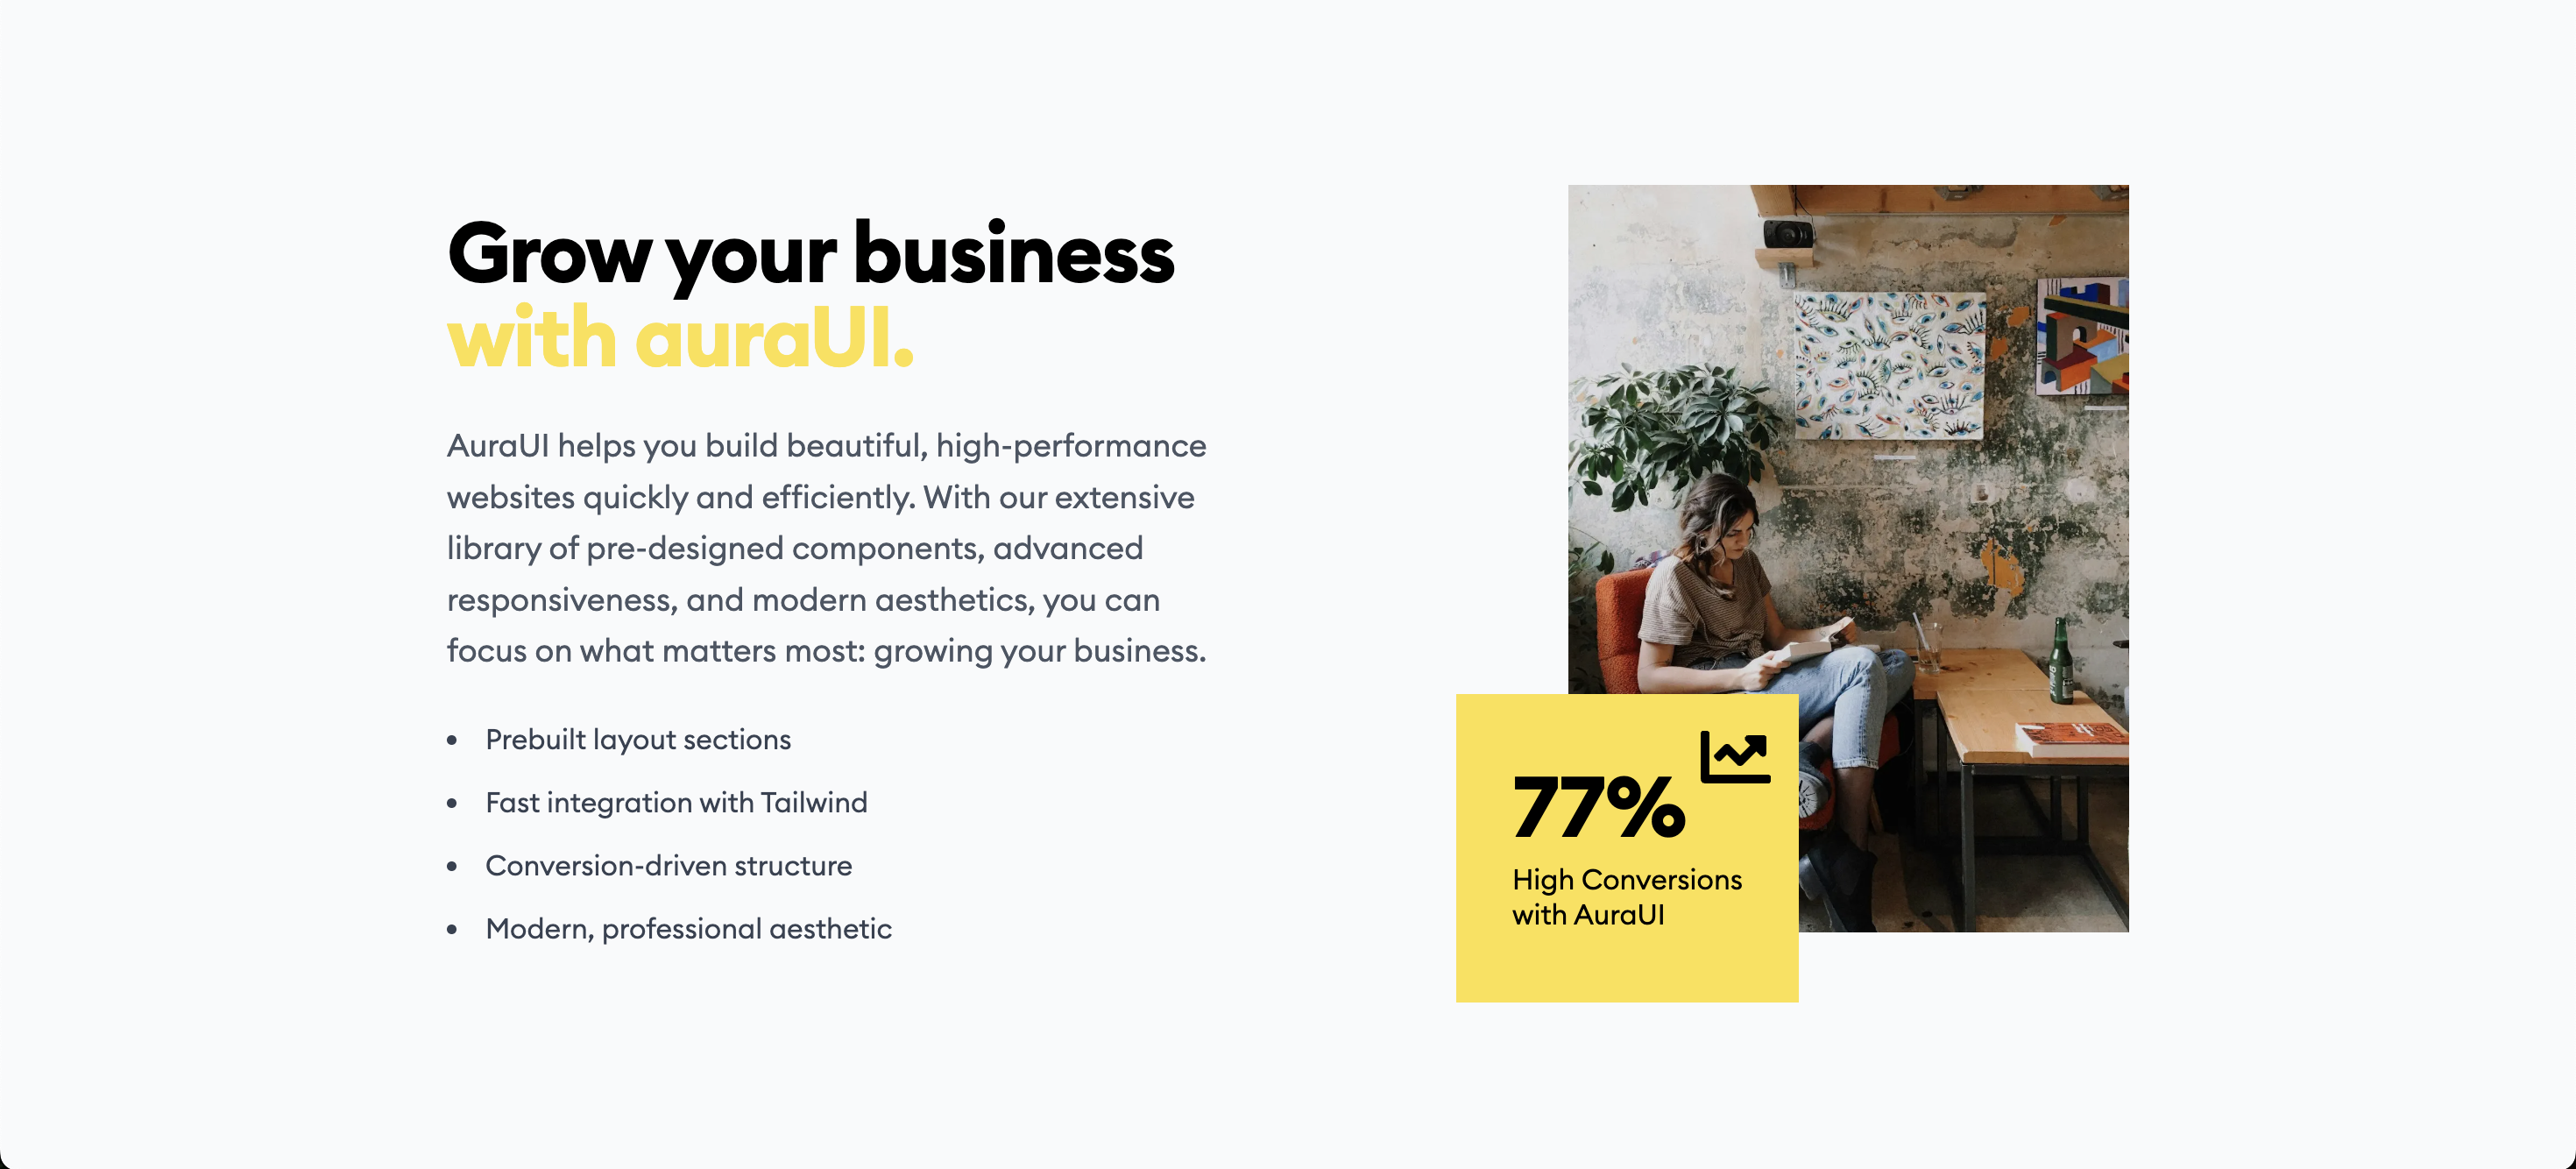 Grow your business
with auraUI.
AuraUI helps you build beautiful, high-performance
websites quickly and efficiently. With our extensive
library of pre-designed components, advanced
responsiveness, and modern aesthetics, you can
focus on what matters most: growing your business.
• Prebuilt layout sections
• Fast integration with Tailwind
• Conversion-driven structure
• Modern, professional aesthetic
77%
High Conversions
with AuraUI